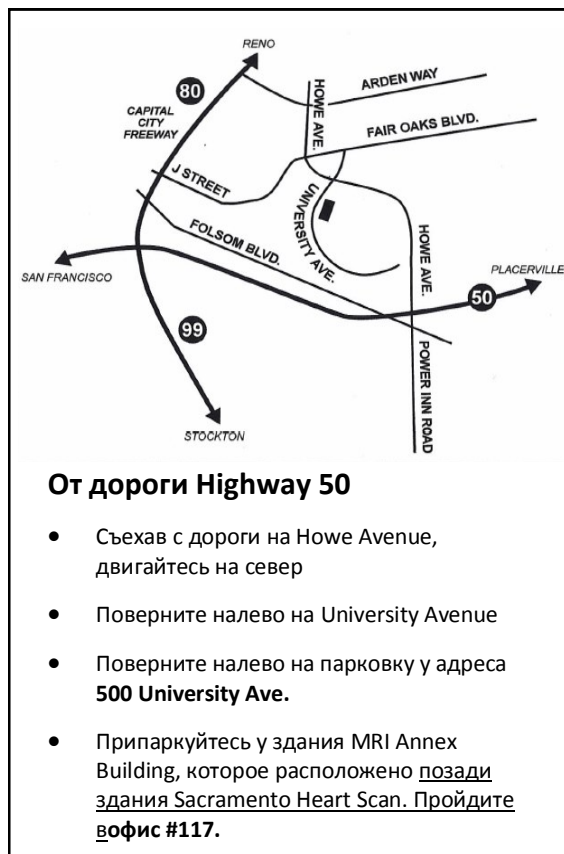 RENO
80
CAPITAL
CITY
FREEWAY
HOWE AVE.
ARDEN WAY
FAIR OAKS BLVD.
J STREET
UNIVERSITY AVE.
FOLSOM BLVD.
HOWE AVE.
SAN FRANCISCO
PLACERVILLE
50
99
POWER INN ROAD
STOCKTON
От дороги Highway 50
• Съехав с дороги на Howe Avenue,
двигайтесь на север
• Поверните налево на University Avenue
• Поверните налево на парковку у адреса
500 University Ave.
• Припаркуйтесь у здания MRI Annex
Building, которое расположено позади
здания Sacramento Heart Scan. Пройдите
вофис #117.